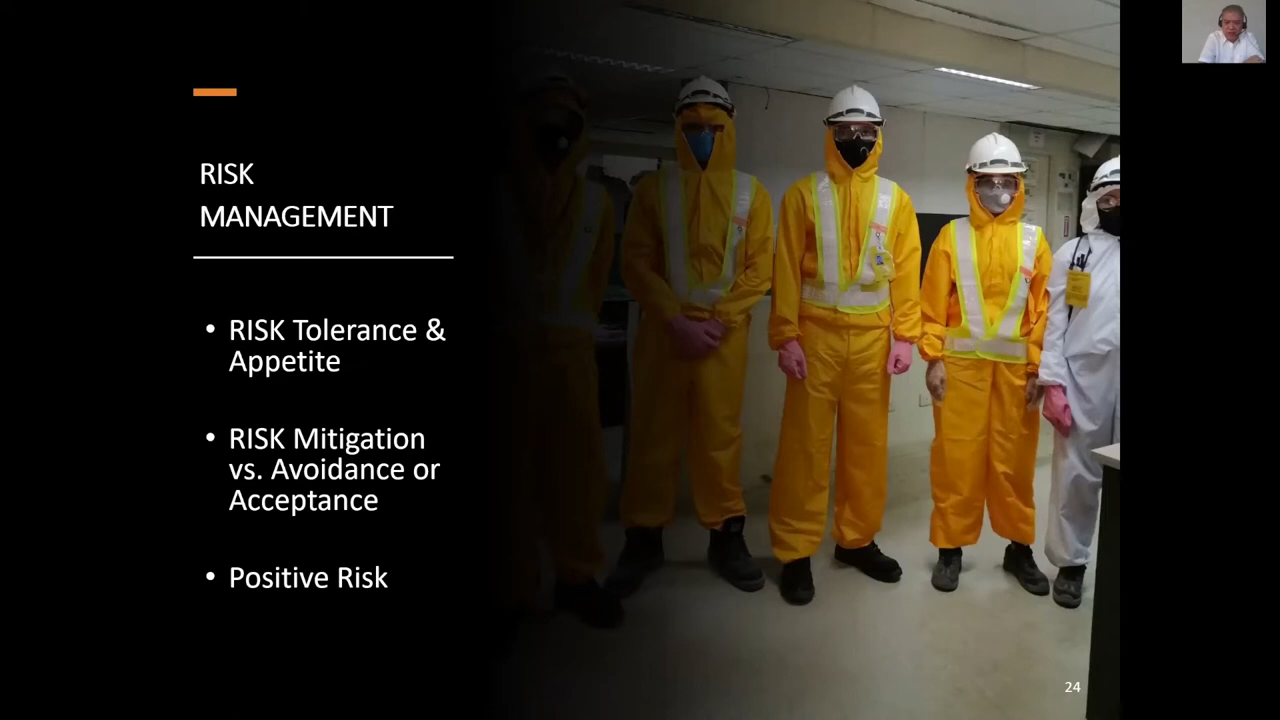 RISK
MANAGEMENT
• RISK Tolerance &
Appetite
• RISK Mitigation
vs. Avoidance or
Acceptance
• Positive Risk
24